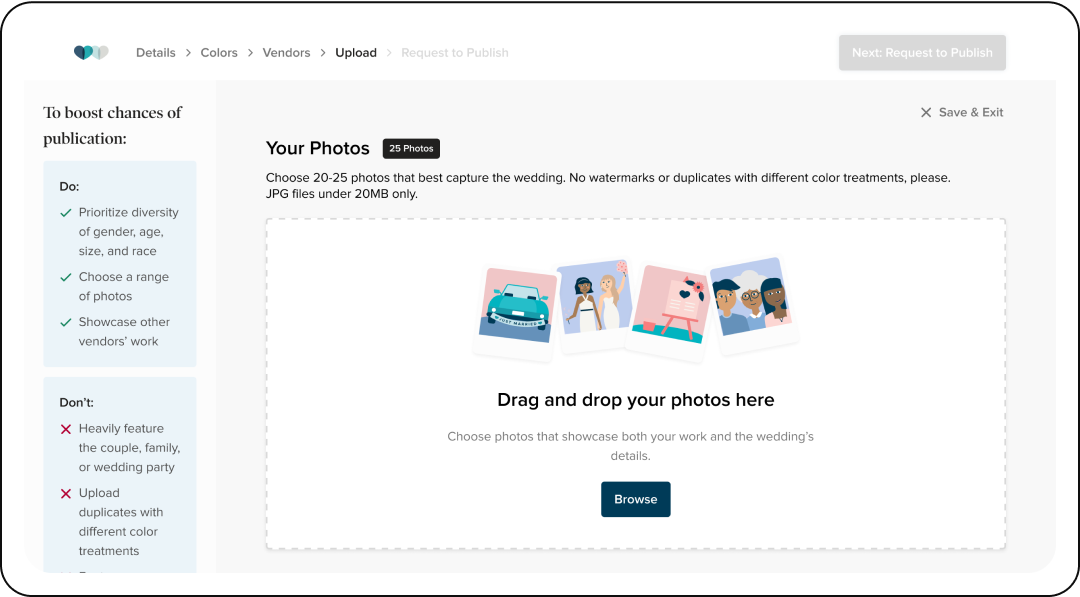 Details > Colors > Vendors > Upload > Request to Publish
Next: Request to Publish
To boost chances of
publication:
Do:
Prioritize diversity
of gender, age,
size, and race
Choose a range
of photos
Showcase other
vendors' work
Don't:
Heavily feature
the couple, family,
or wedding party
Upload
duplicates with
different color
treatments
Save & Exit
Your Photos
25 Photos
Choose 20-25 photos that best capture the wedding. No watermarks or duplicates with different color treatments, please.
JPG files under 20MB only.
JUST MARRIED
Drag and drop your photos here
Choose photos that showcase both your work and the wedding's
details.
Browse